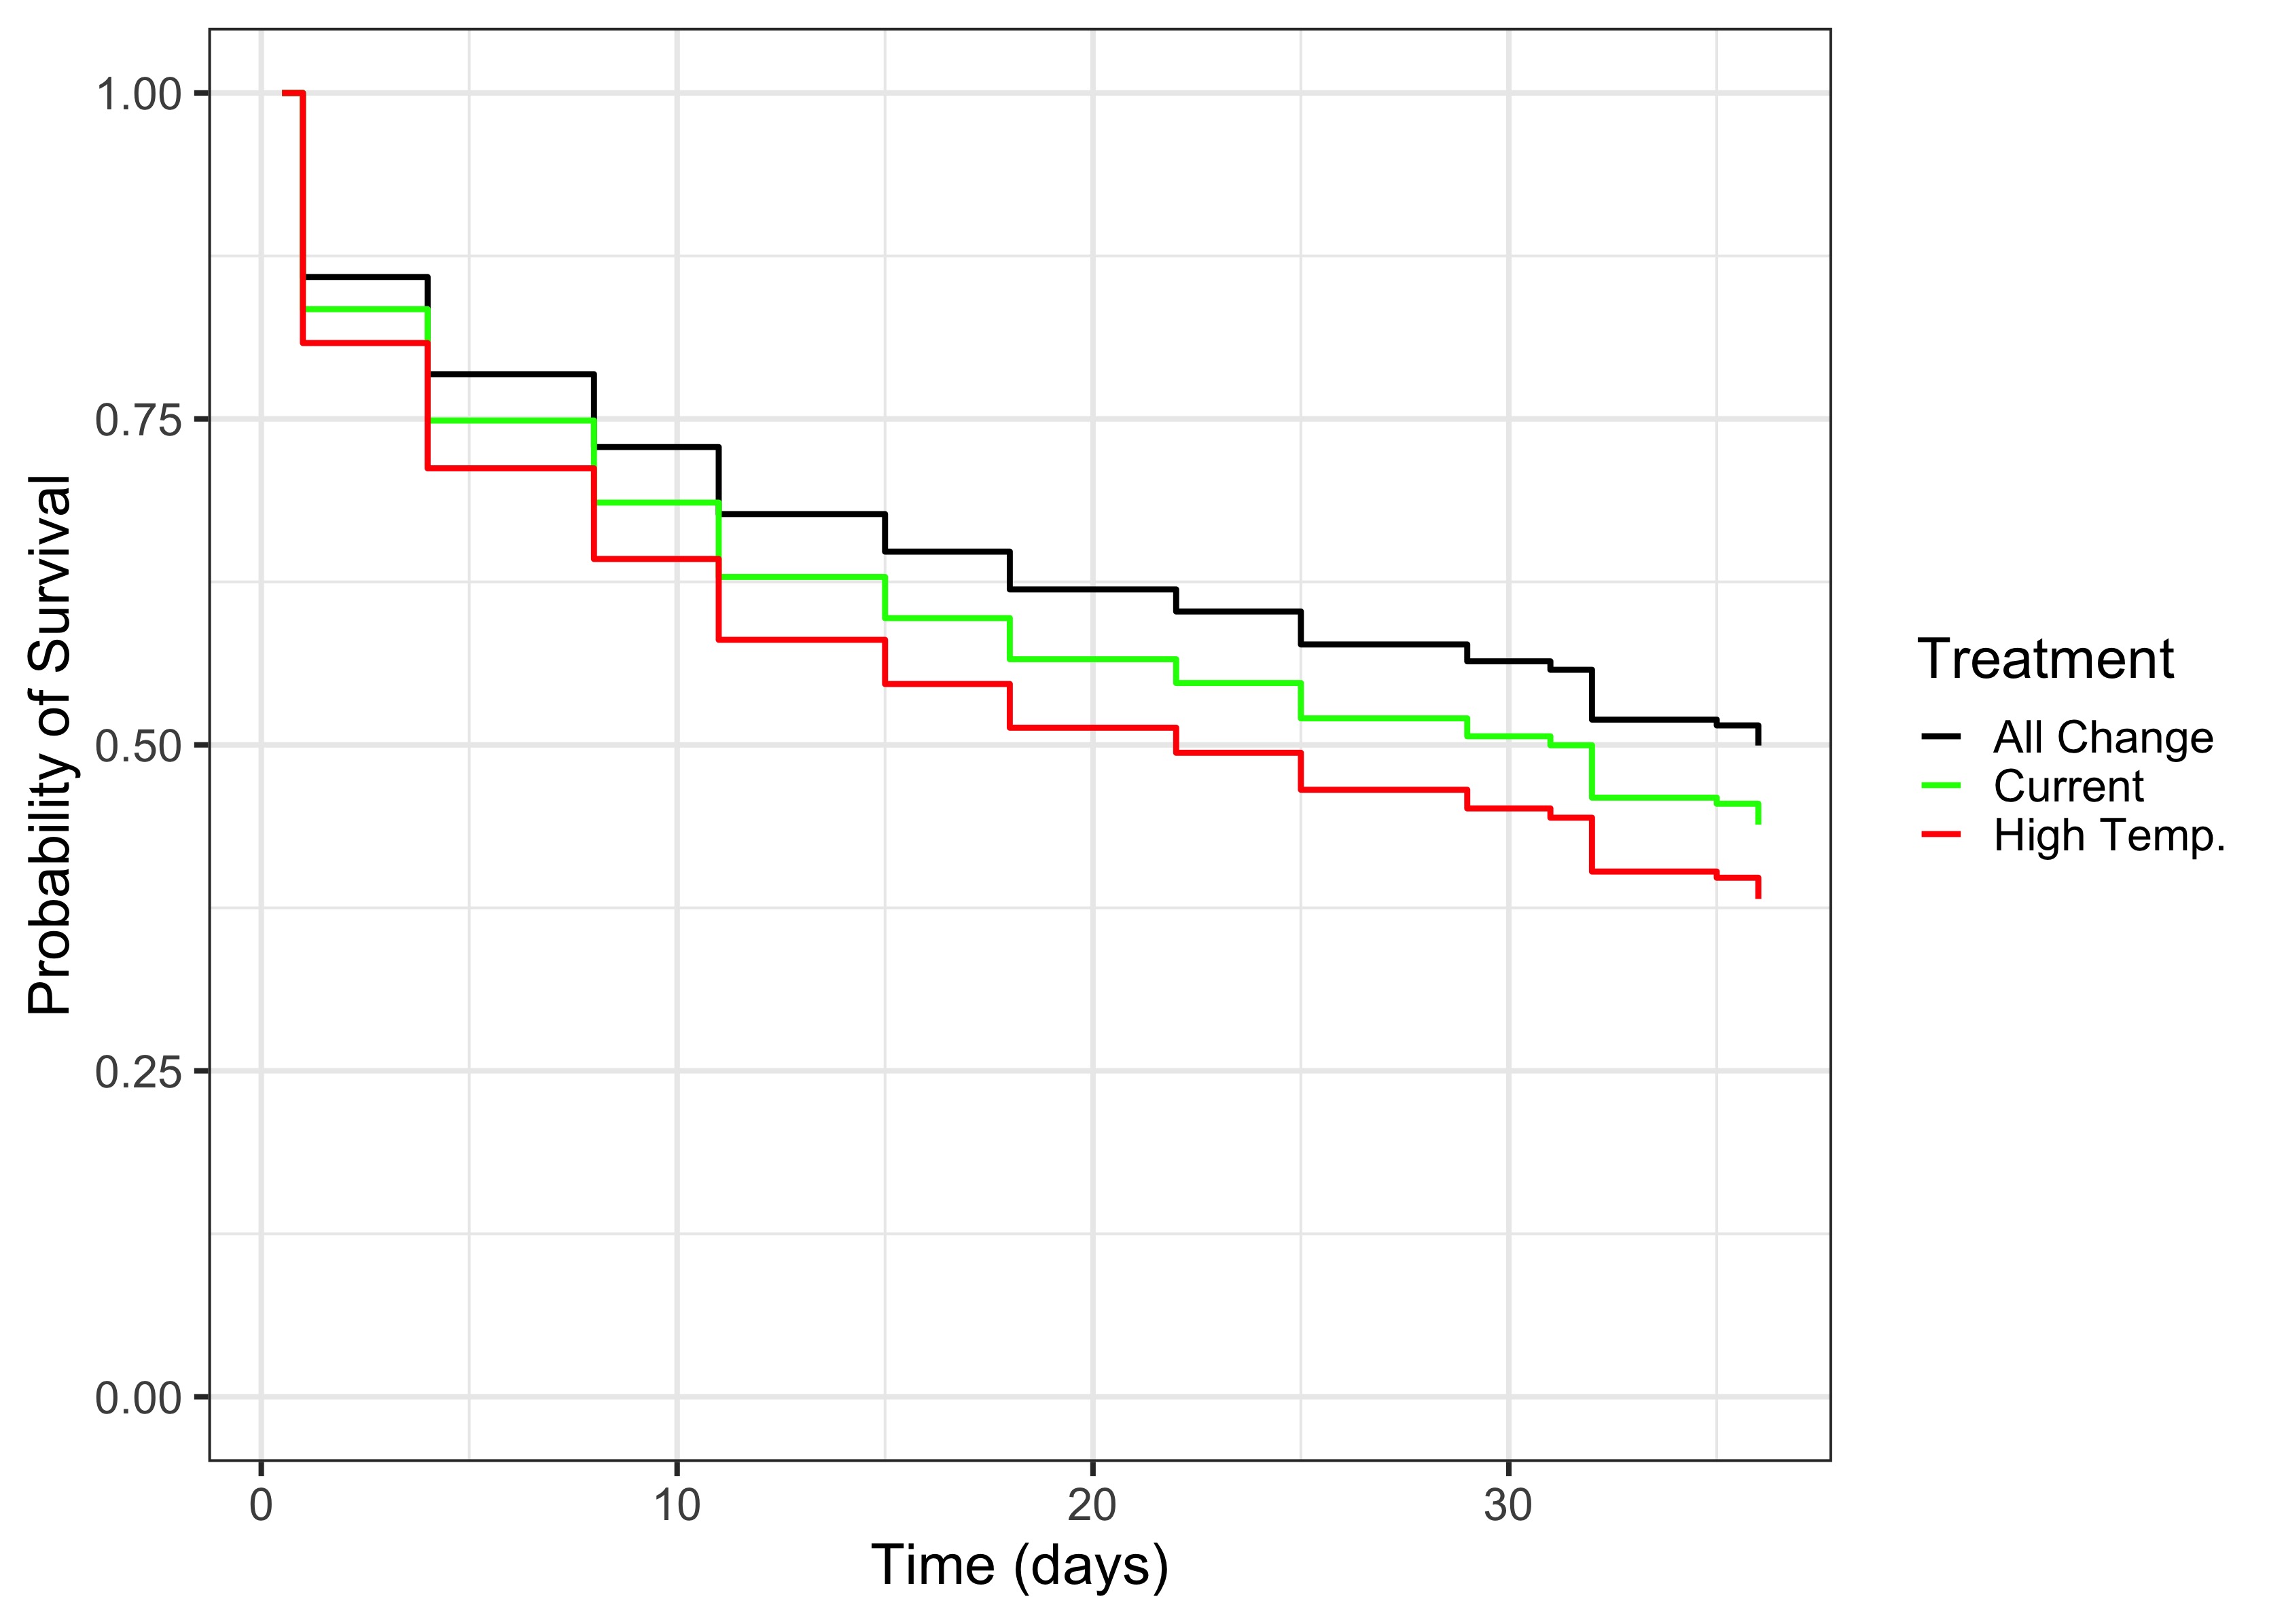 Probability of Survival
1.00
0.75
0.50
0.25
0.00
0
10
20
30
Time (days)
Treatment
All Change
Current
High Temp.